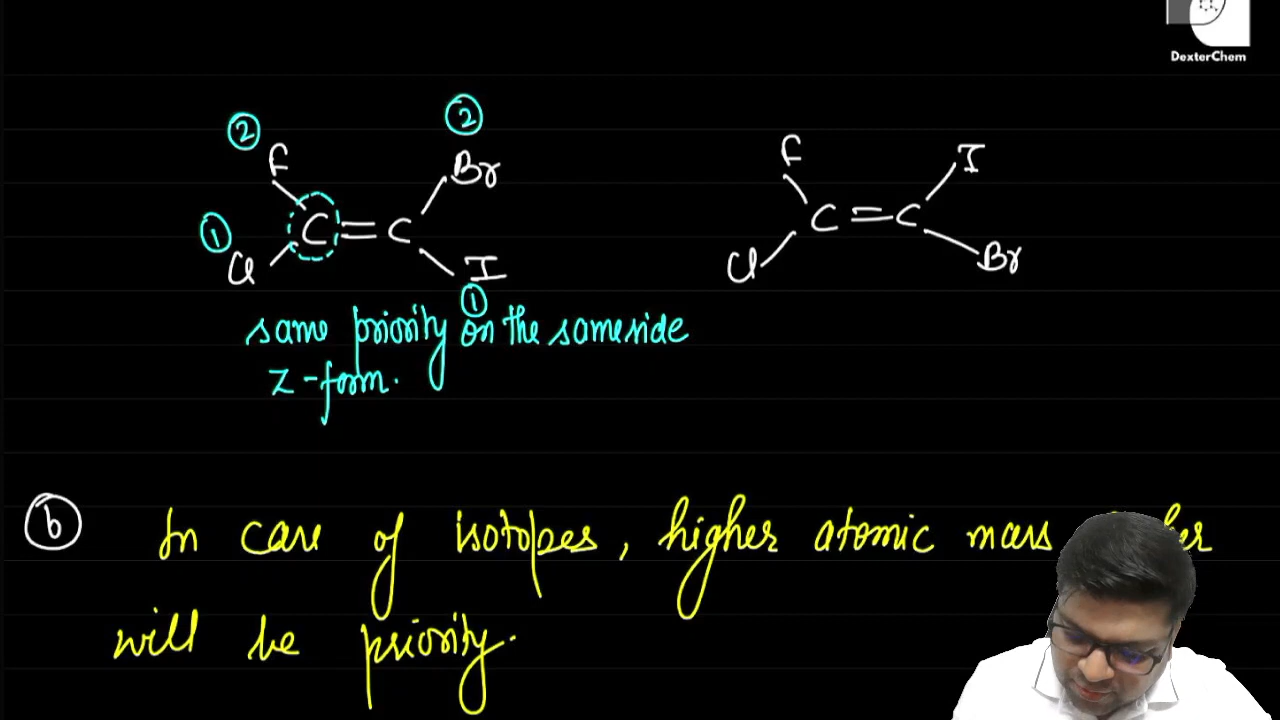 DexterChem
② ②
F Br
① C = C
Cl I
①
F I
C = C
Cl Br
same priority on the same side
Z-form.
ⓑ In case of isotopes, higher atomic mass
will be priority.